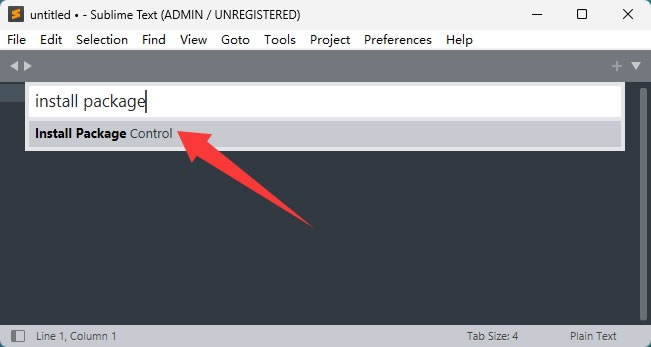 untitled • - Sublime Text (ADMIN / UNREGISTERED)
File Edit Selection Find View Goto Tools Project Preferences Help
install package
Install Package Control
Line 1, Column 1 Tab Size: 4 Plain Text